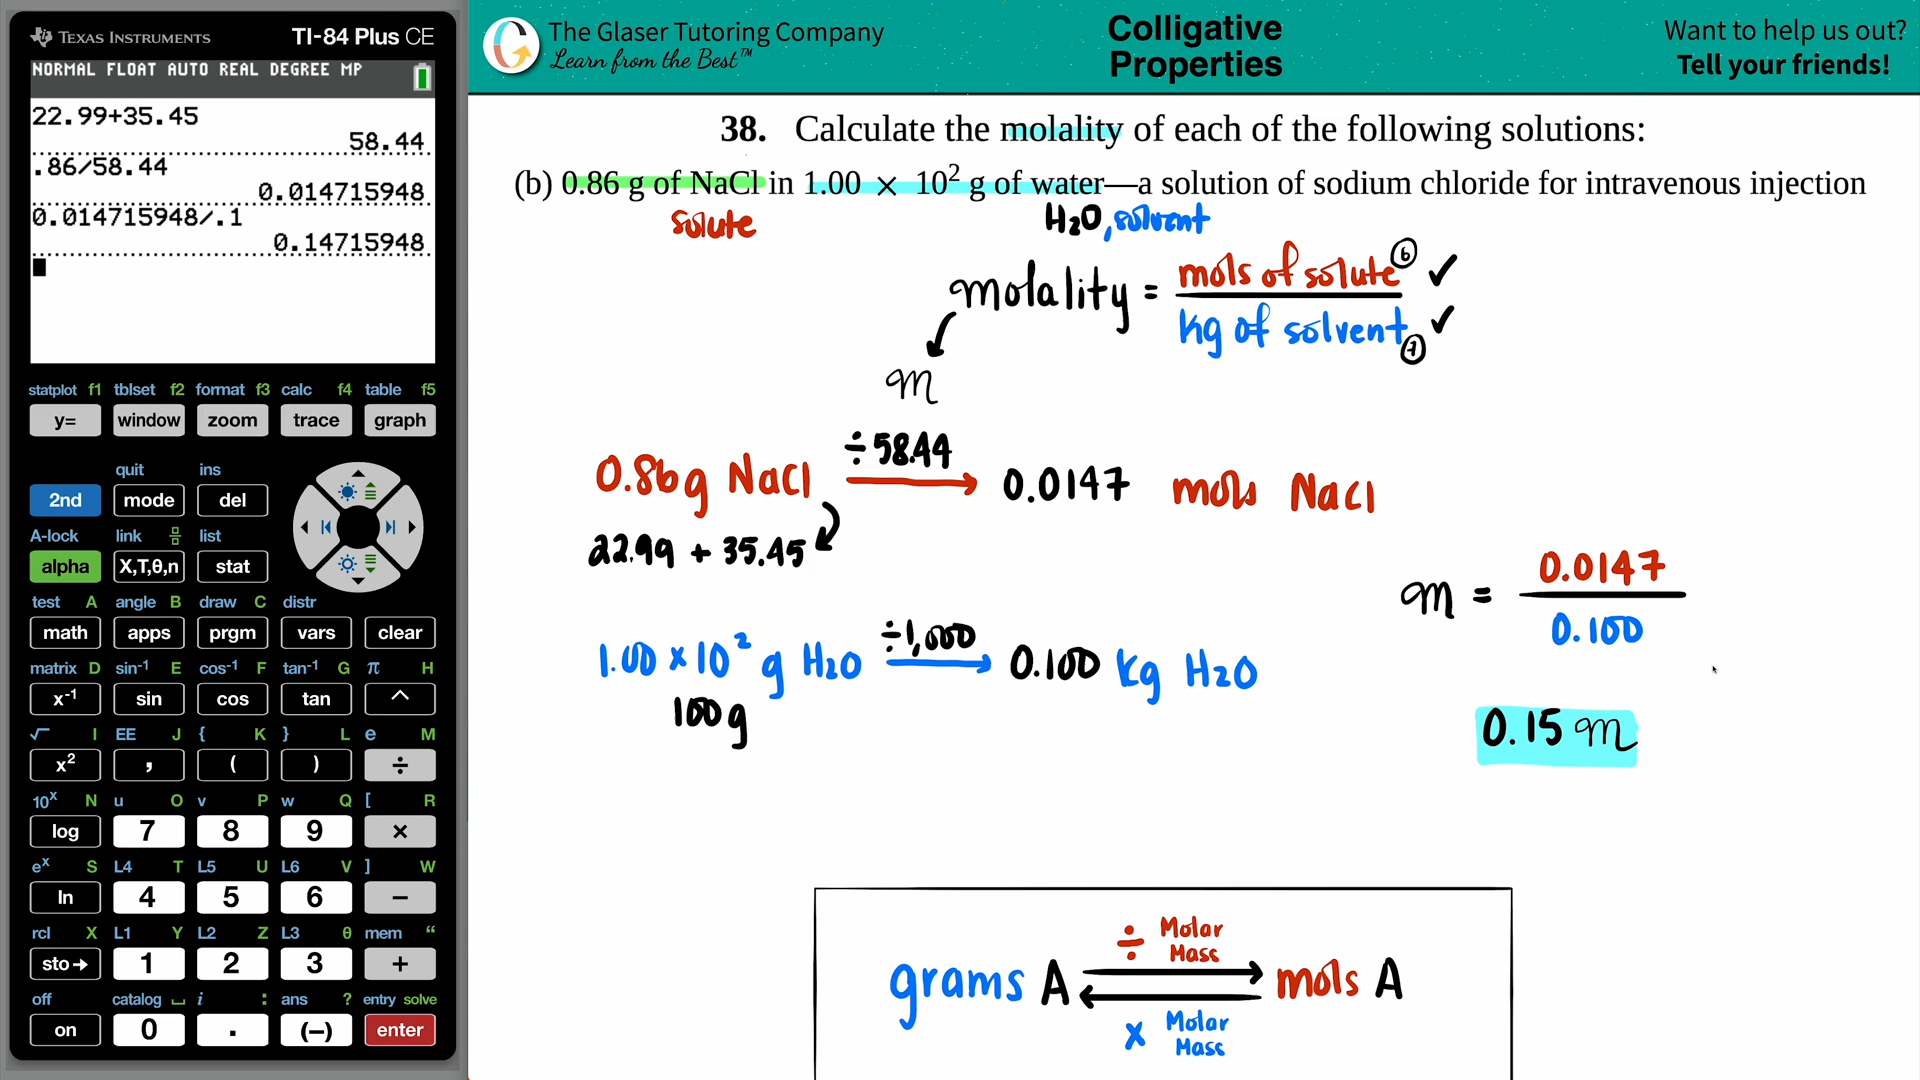 TEXAS INSTRUMENTS TI-84 Plus CE
NORMAL FLOAT AUTO REAL DEGREE MP
22.99+35.45
58.44
.86/58.44
0.014715948
0.014715948/.1
0.14715948
statplot f1 tblset f2 format f3 calc f4 table f5
y= window zoom trace graph
quit ins
2nd mode del
A-lock link list
alpha X,T,θ,n stat
test A angle B draw C distr
math apps prgm vars clear
matrix D sin⁻¹ E cos⁻¹ F tan⁻¹ G π H
x⁻¹ sin cos tan ^
√ I EE J { K } L e M
x² , ( ) ÷
10ˣ N u O v P w Q [ R
log 7 8 9 ×
eˣ S L4 T L5 U L6 V ] W
ln 4 5 6 −
rcl X L1 Y L2 Z L3 θ mem “
sto→ 1 2 3 +
off catalog ⎵ i : ans ? entry solve
on 0 . (−) enter
The Glaser Tutoring Company
Learn from the Best™
Colligative
Properties
Want to help us out?
Tell your friends!
38. Calculate the molality of each of the following solutions:
(b) 0.86 g of NaCl in 1.00 × 10² g of water—a solution of sodium chloride for intravenous injection
solute H₂O, solvent
molality = mols of solute ⑥ ✓
kg of solvent ⑦ ✓
m
÷58.44
0.86g NaCl → 0.0147 mols NaCl
22.99 + 35.45
m = 0.0147
0.100
÷1,000
1.00 × 10² g H₂O → 0.100 kg H₂O
100g
0.15 m
÷ Molar
Mass
grams A ⇄ mols A
x Molar
Mass